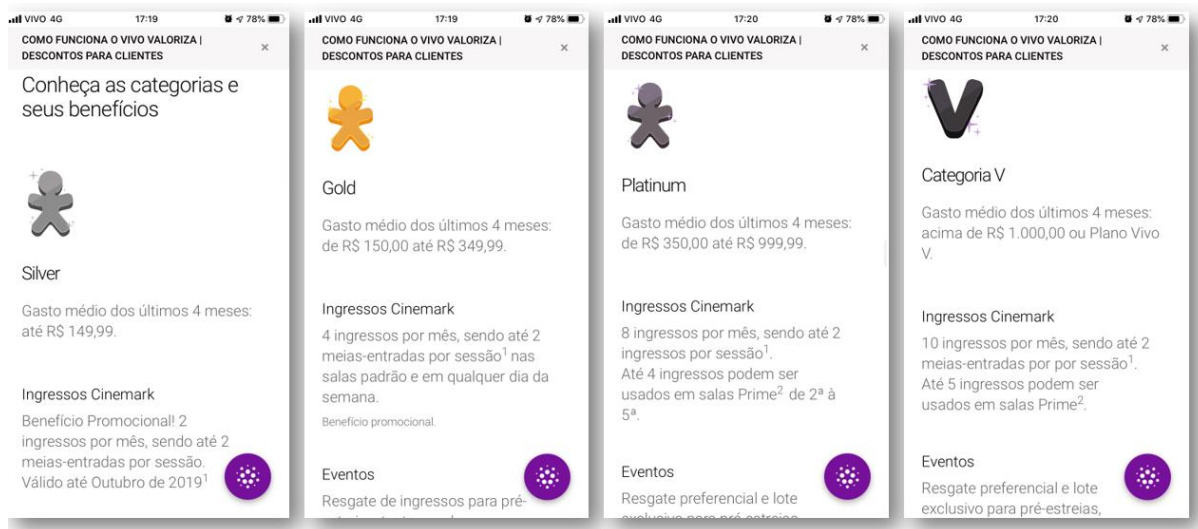 VIVO 4G 17:19 78%
COMO FUNCIONA O VIVO VALORIZA |
DESCONTOS PARA CLIENTES
×
Conheça as categorias e
seus benefícios
Silver
Gasto médio dos últimos 4 meses:
até R$ 149,99.
Ingressos Cinemark
Benefício Promocional! 2
ingressos por mês, sendo até 2
meias-entradas por sessão.
Válido até Outubro de 2019¹
VIVO 4G 17:19 78%
COMO FUNCIONA O VIVO VALORIZA |
DESCONTOS PARA CLIENTES
×
Gold
Gasto médio dos últimos 4 meses:
de R$ 150,00 até R$ 349,99.
Ingressos Cinemark
4 ingressos por mês, sendo até 2
meias-entradas por sessão¹ nas
salas padrão e em qualquer dia da
semana.
Benefício promocional.
Eventos
Resgate de ingressos para pré-
VIVO 4G 17:20 78%
COMO FUNCIONA O VIVO VALORIZA |
DESCONTOS PARA CLIENTES
×
Platinum
Gasto médio dos últimos 4 meses:
de R$ 350,00 até R$ 999,99.
Ingressos Cinemark
8 ingressos por mês, sendo até 2
ingressos por sessão¹.
Até 4 ingressos podem ser
usados em salas Prime² de 2ª à
5ª.
Eventos
Resgate preferencial e lote
exclusivo para pré-estreias,
VIVO 4G 17:20 78%
COMO FUNCIONA O VIVO VALORIZA |
DESCONTOS PARA CLIENTES
×
V
Categoria V
Gasto médio dos últimos 4 meses:
acima de R$ 1.000,00 ou Plano Vivo
V.
Ingressos Cinemark
10 ingressos por mês, sendo até 2
meias-entradas por por sessão¹.
Até 5 ingressos podem ser
usados em salas Prime².
Eventos
Resgate preferencial e lote
exclusivo para pré-estreias,